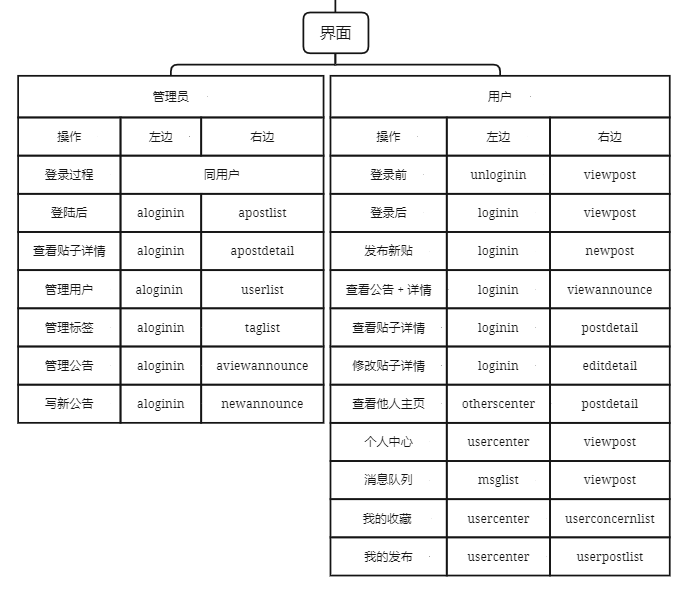 界面
管理员
操作 左边 右边
登录过程 同用户
登陆后 aloginin apostlist
查看贴子详情 aloginin apostdetail
管理用户 aloginin userlist
管理标签 aloginin taglist
管理公告 aloginin aviewannounce
写新公告 aloginin newannounce
用户
操作 左边 右边
登录前 unloginin viewpost
登录后 loginin viewpost
发布新贴 loginin newpost
查看公告 + 详情 loginin viewannounce
查看贴子详情 loginin postdetail
修改贴子详情 loginin editdetail
查看他人主页 otherscenter postdetail
个人中心 usercenter viewpost
消息队列 msglist viewpost
我的收藏 usercenter userconcernlist
我的发布 usercenter userpostlist